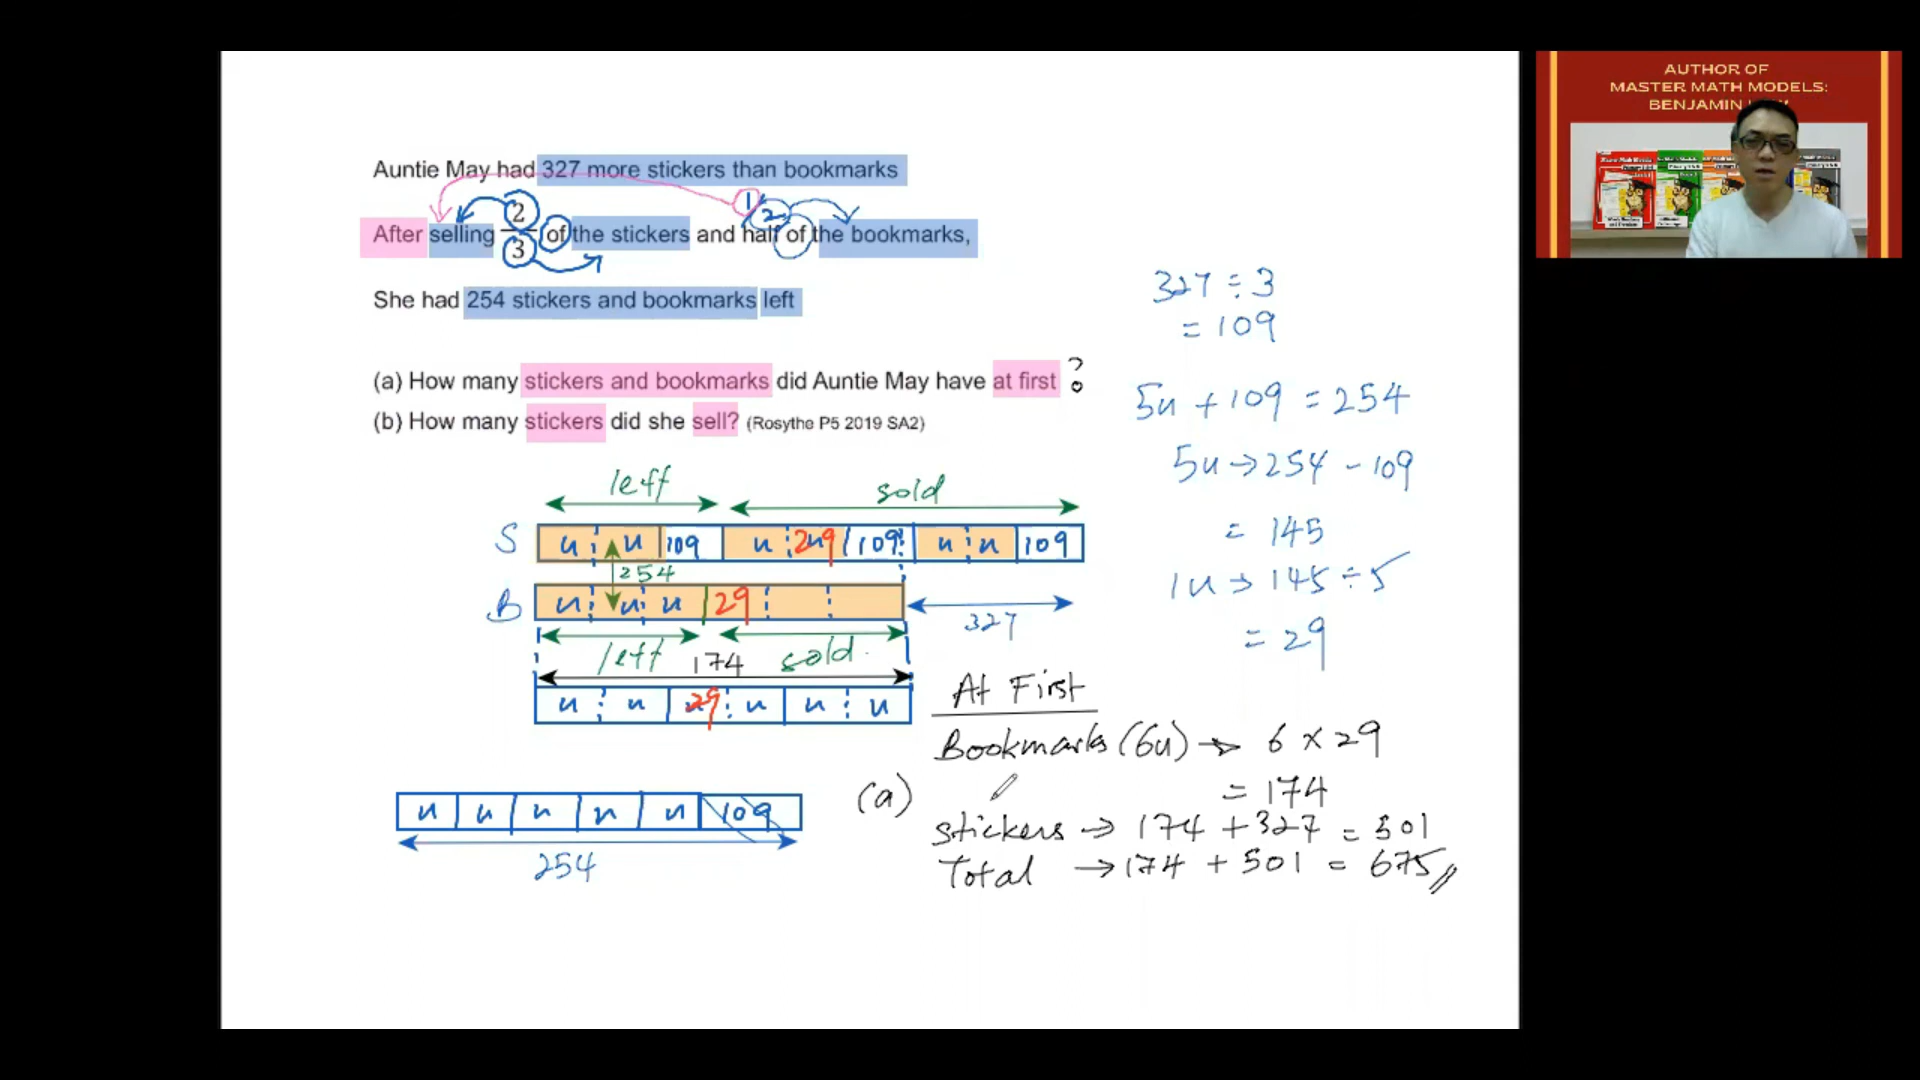 AUTHOR OF
MASTER MATH MODELS:
BENJAMIN
Auntie May had 327 more stickers than bookmarks
1 2
After selling 2/3 of the stickers and half of the bookmarks,
She had 254 stickers and bookmarks left
(a) How many stickers and bookmarks did Auntie May have at first ?
(b) How many stickers did she sell? (Rosythe P5 2019 SA2)
327 ÷ 3
= 109
5u + 109 = 254
5u → 254 - 109
= 145
1u → 145 ÷ 5
= 29
left sold
S u u 109 u 29 109 u u 109
254
B u u u 29
327
left sold
174
u u 29 u u u
u u u u u 109
254
At First
Bookmarks (6u) → 6 x 29
(a) = 174
stickers → 174 + 327 = 501
Total → 174 + 501 = 675